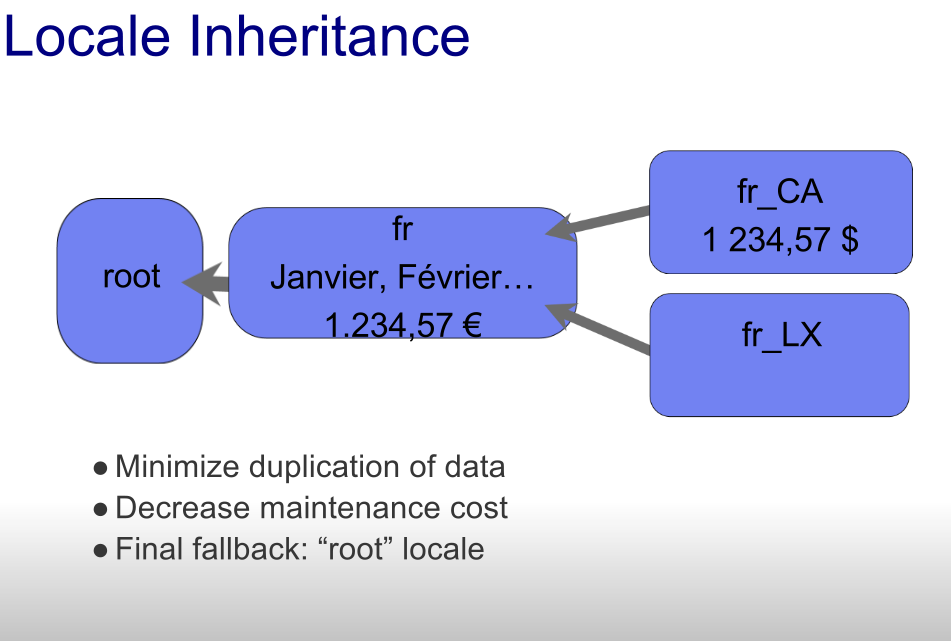 Locale Inheritance
root
fr
Janvier, Février…
1.234,57 €
fr_CA
1 234,57 $
fr_LX
● Minimize duplication of data
● Decrease maintenance cost
● Final fallback: “root” locale